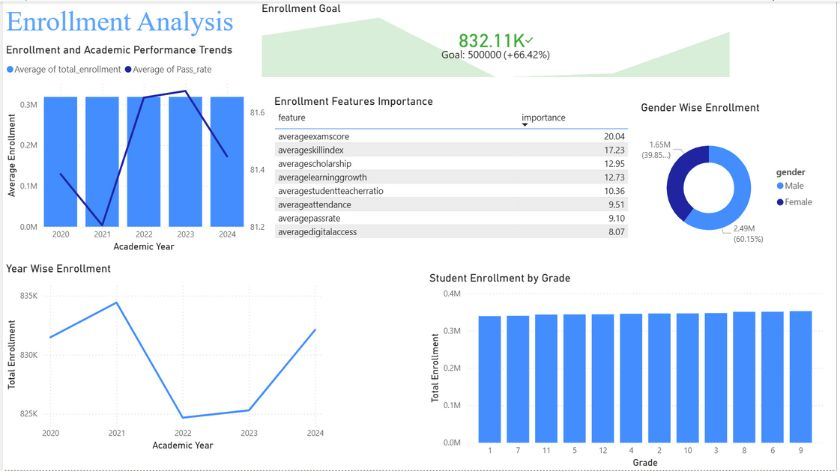 Enrollment Analysis
Enrollment Goal
832.11K✓
Goal: 500000 (+66.42%)
Enrollment and Academic Performance Trends
Average of total_enrollment Average of Pass_rate
Average Enrollment
0.3M
0.2M
0.1M
0.0M
81.6
81.4
81.2
2020 2021 2022 2023 2024
Academic Year
Enrollment Features Importance
feature importance
averageexamscore 20.04
averageskillindex 17.23
averagescholarship 12.95
averagelearninggrowth 12.73
averagestudentteacherratio 10.36
averageattendance 9.51
averagepassrate 9.10
averagedigitalaccess 8.07
Gender Wise Enrollment
1.65M
(39.85...)
2.49M
(60.15%)
gender
Male
Female
Year Wise Enrollment
Total Enrollment
835K
830K
825K
2020 2021 2022 2023 2024
Academic Year
Student Enrollment by Grade
Total Enrollment
0.4M
0.3M
0.2M
0.1M
0.0M
1 7 11 5 12 4 2 10 3 8 6 9
Grade